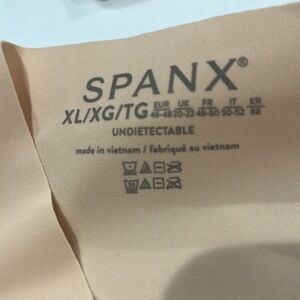 SPANX®
XL/XG/TG EUR 46-48 UK 20-22 FR 48-50 IT 50-52 KR 88
UNDIETECTABLE
made in vietnam / fabriqué au vietnam